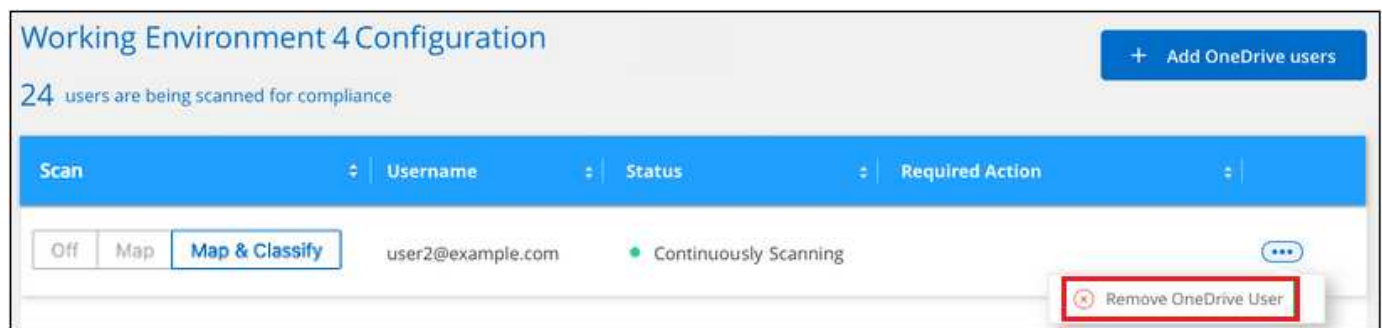 Working Environment 4 Configuration
+ Add OneDrive users
24 users are being scanned for compliance
Scan Username Status Required Action
Off Map Map & Classify user2@example.com Continuously Scanning
Remove OneDrive User